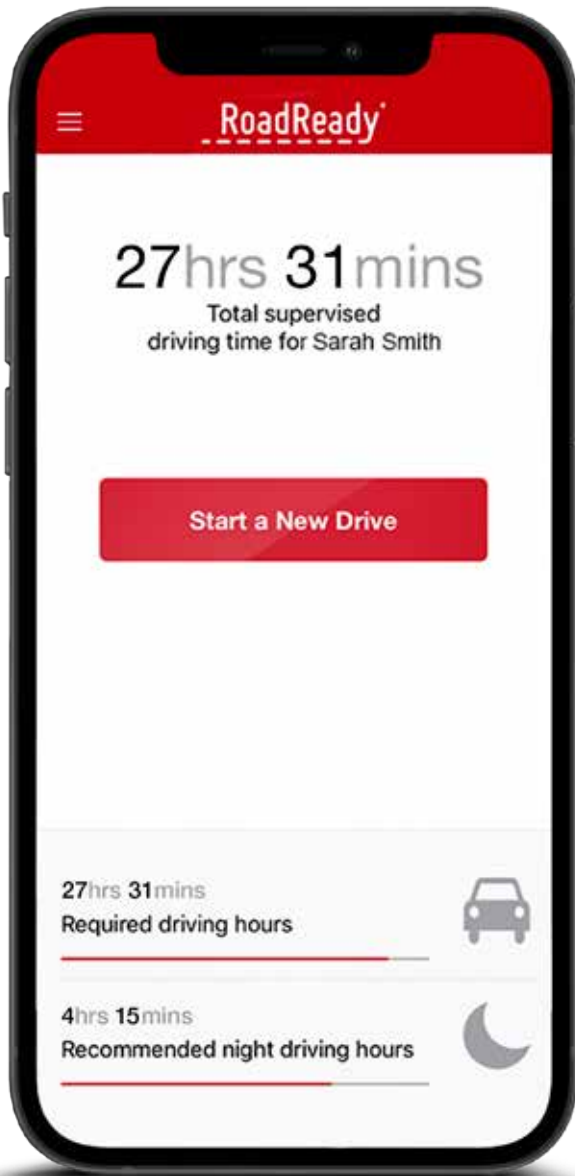 RoadReady
27hrs 31mins
Total supervised
driving time for Sarah Smith
Start a New Drive
27hrs 31mins
Required driving hours
4hrs 15mins
Recommended night driving hours